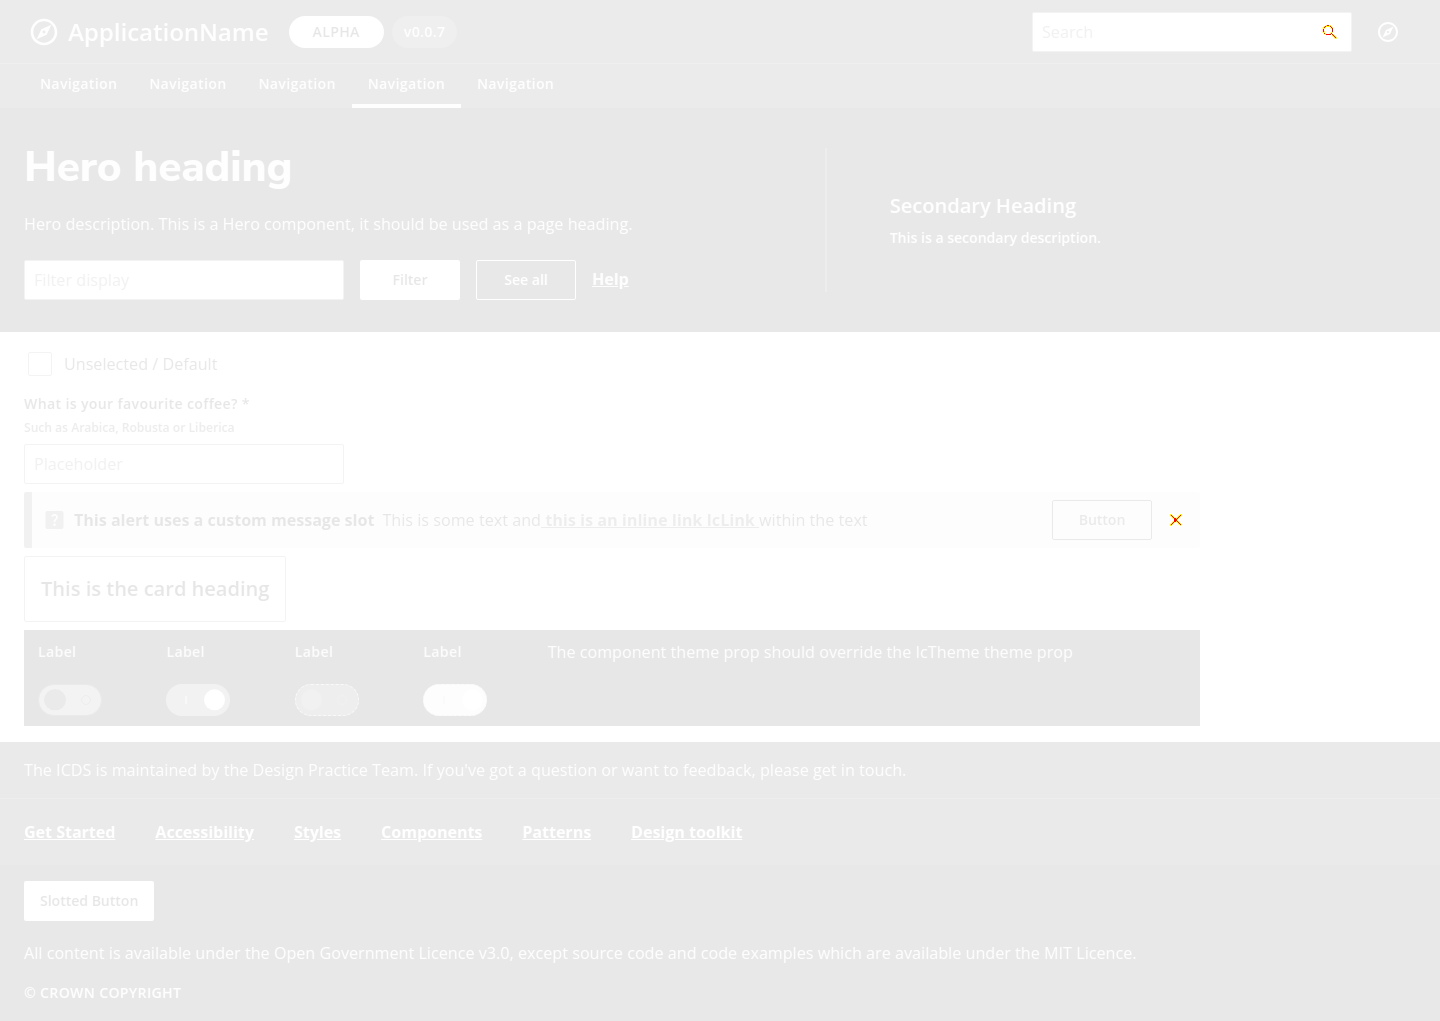 ApplicationName ALPHA v0.0.7 Search
Navigation Navigation Navigation Navigation Navigation
Hero heading
Secondary Heading
Hero description. This is a Hero component, it should be used as a page heading.
This is a secondary description.
Filter display Filter See all Help
Unselected / Default
What is your favourite coffee? *
Such as Arabica, Robusta or Liberica
Placeholder
This alert uses a custom message slot This is some text and this is an inline link IcLink within the text Button
This is the card heading
Label Label Label Label The component theme prop should override the IcTheme theme prop
The ICDS is maintained by the Design Practice Team. If you've got a question or want to feedback, please get in touch.
Get Started Accessibility Styles Components Patterns Design toolkit
Slotted Button
All content is available under the Open Government Licence v3.0, except source code and code examples which are available under the MIT Licence.
© CROWN COPYRIGHT